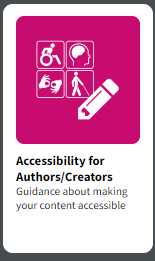 Accessibility for
Authors/Creators
Guidance about making
your content accessible